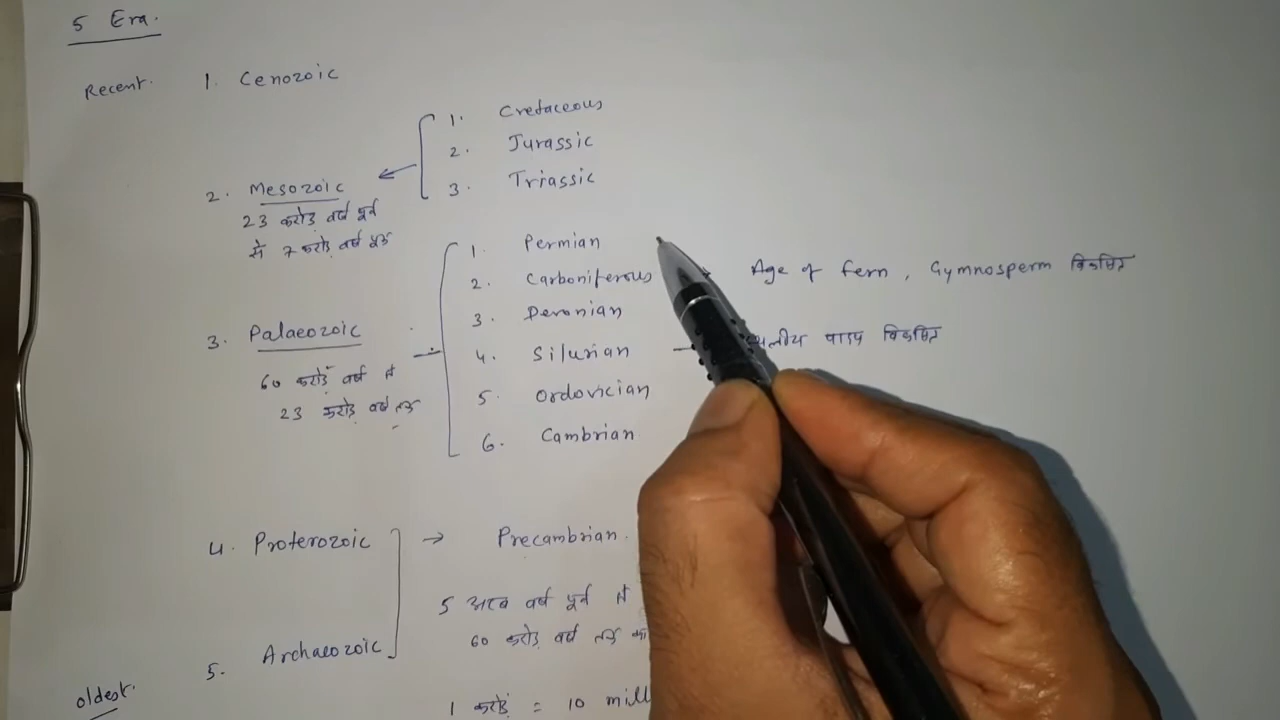 5 Era.
Recent. 1. Cenozoic
1. Cretaceous
2. Jurassic
3. Triassic
2. Mesozoic
23 करोड़ वर्ष पूर्व
से 7 करोड़ वर्ष पूर्व
1. Permian
2. Carboniferous → Age of fern, Gymnosperm विकसित
3. Devonian
3. Palaeozoic
4. Silurian → पादप विकसित
60 करोड़ वर्ष से
23 करोड़ वर्ष तक
5. Ordovician
6. Cambrian
4. Proterozoic → Precambrian.
5 अरब वर्ष पूर्व से
60 करोड़ वर्ष तक का
5. Archaeozoic
oldest.
1 करोड़ = 10 mill